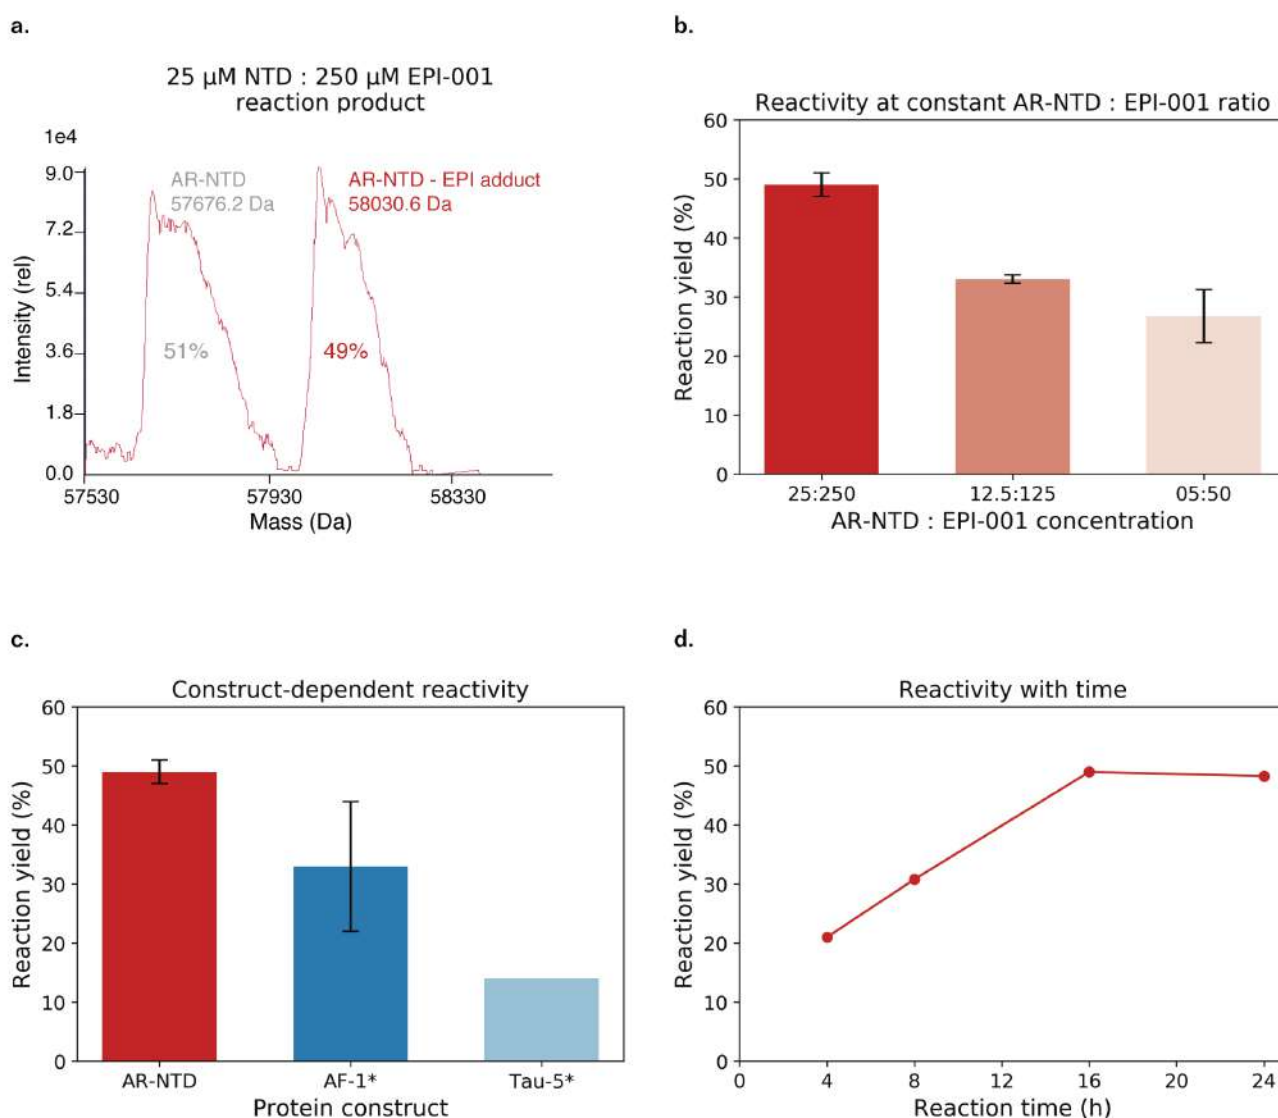 a.
25 μM NTD : 250 μM EPI-001
reaction product
1e4
9.0
7.2
5.4
3.6
1.8
0.0
Intensity (rel)
AR-NTD
57676.2 Da
AR-NTD - EPI adduct
58030.6 Da
51%
49%
57530
57930
58330
Mass (Da)
b.
Reactivity at constant AR-NTD : EPI-001 ratio
60
50
40
30
20
10
0
Reaction yield (%)
25:250
12.5:125
05:50
AR-NTD : EPI-001 concentration
c.
Construct-dependent reactivity
60
50
40
30
20
10
0
Reaction yield (%)
AR-NTD
AF-1*
Tau-5*
Protein construct
d.
Reactivity with time
60
50
40
30
20
10
0
Reaction yield (%)
0
4
8
12
16
20
24
Reaction time (h)